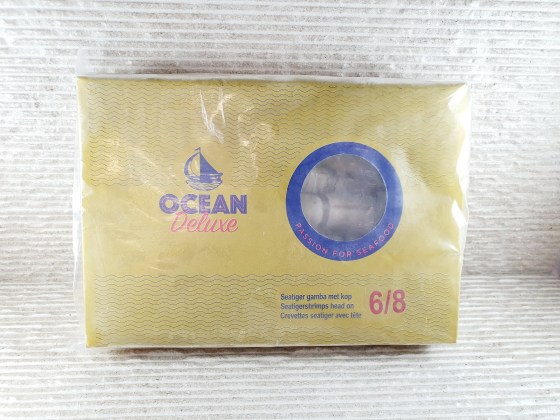 OCEAN
Deluxe
PASSION FOR SEAFOOD
Seatiger gamba met kop
Seatigershrimps head on
Crevettes seatiger avec tête
6/8